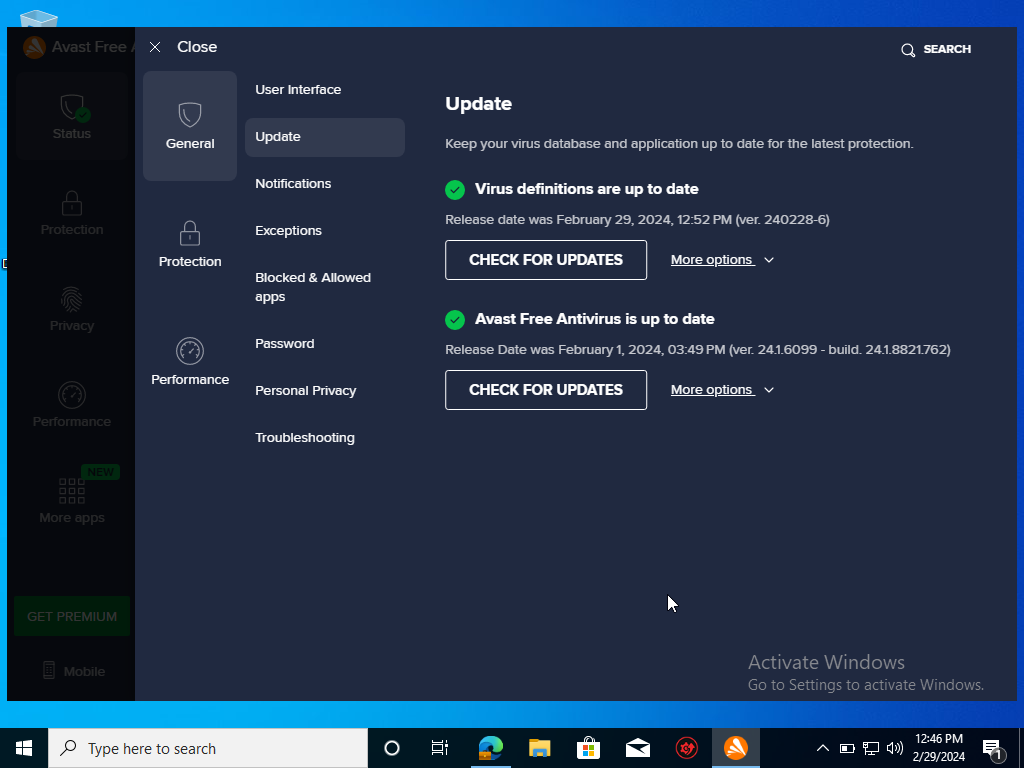 Avast Free A
Close
SEARCH
Status
Protection
Privacy
Performance
NEW
More apps
GET PREMIUM
Mobile
General
Protection
Performance
User Interface
Update
Notifications
Exceptions
Blocked & Allowed
apps
Password
Personal Privacy
Troubleshooting
Update
Keep your virus database and application up to date for the latest protection.
Virus definitions are up to date
Release date was February 29, 2024, 12:52 PM (ver. 240228-6)
CHECK FOR UPDATES
More options
Avast Free Antivirus is up to date
Release Date was February 1, 2024, 03:49 PM (ver. 24.1.6099 - build. 24.1.8821.762)
CHECK FOR UPDATES
More options
Activate Windows
Go to Settings to activate Windows.
Type here to search
12:46 PM
2/29/2024
1